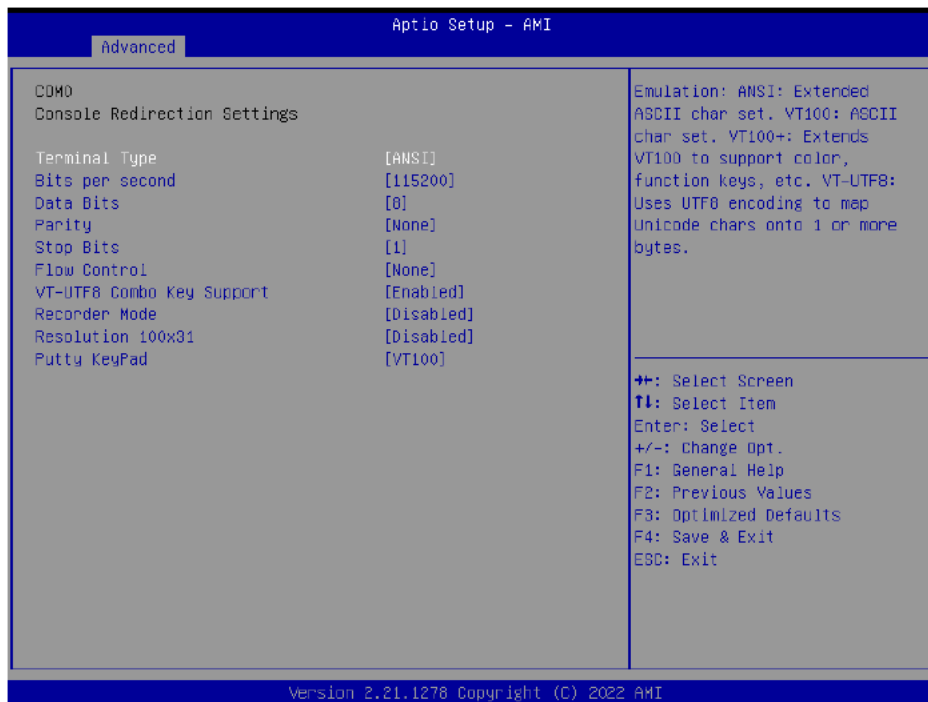 Aptio Setup - AMI
Advanced
COM0
Console Redirection Settings
Terminal Type [ANSI]
Bits per second [115200]
Data Bits [8]
Parity [None]
Stop Bits [1]
Flow Control [None]
VT-UTF8 Combo Key Support [Enabled]
Recorder Mode [Disabled]
Resolution 100x31 [Disabled]
Putty KeyPad [VT100]
Emulation: ANSI: Extended
ASCII char set. VT100: ASCII
char set. VT100+: Extends
VT100 to support color,
function keys, etc. VT-UTF8:
Uses UTF8 encoding to map
Unicode chars onto 1 or more
bytes.
→←: Select Screen
↑↓: Select Item
Enter: Select
+/-: Change Opt.
F1: General Help
F2: Previous Values
F3: Optimized Defaults
F4: Save & Exit
ESC: Exit
Version 2.21.1278 Copyright (C) 2022 AMI